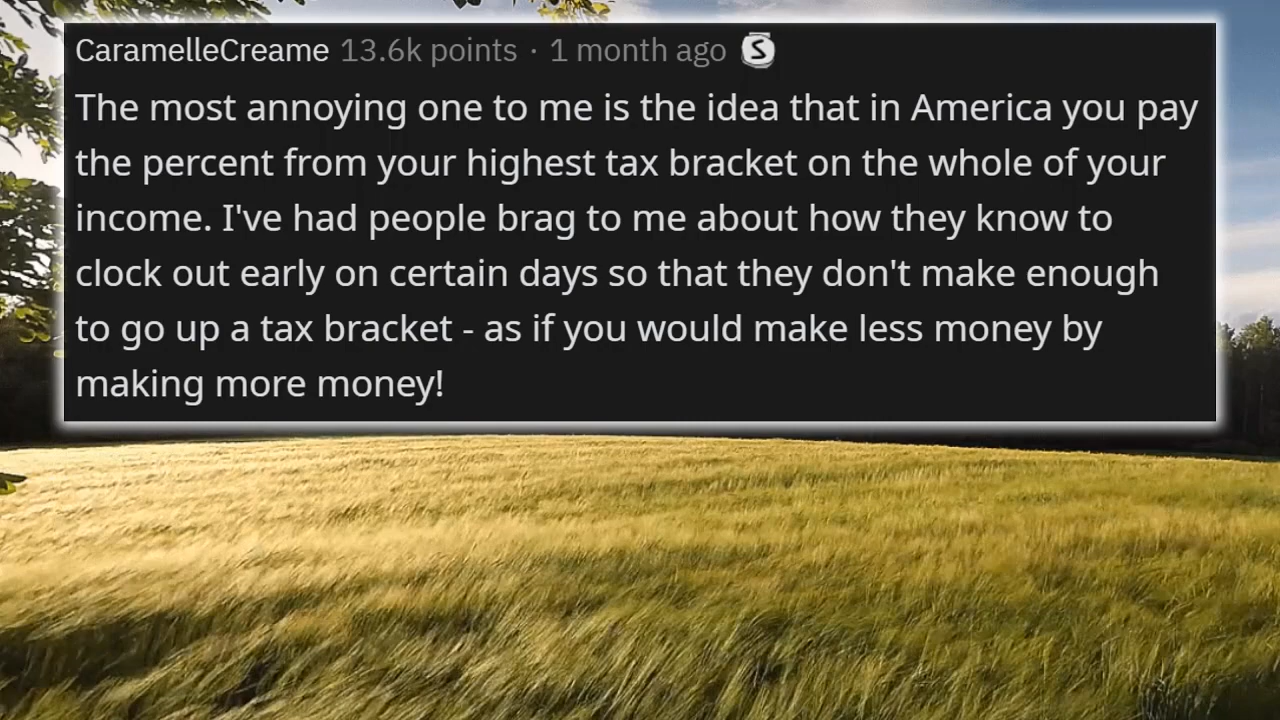 CaramelleCreame 13.6k points · 1 month ago S
The most annoying one to me is the idea that in America you pay
the percent from your highest tax bracket on the whole of your
income. I've had people brag to me about how they know to
clock out early on certain days so that they don't make enough
to go up a tax bracket - as if you would make less money by
making more money!